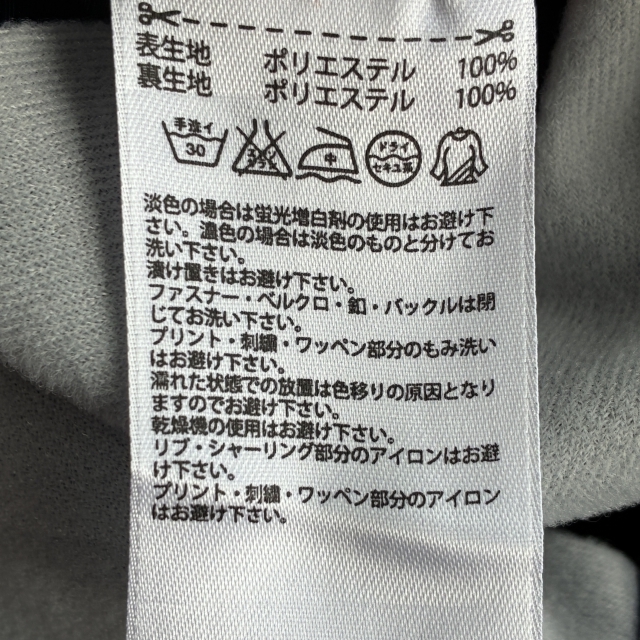 表生地 ポリエステル 100%
裏生地 ポリエステル 100%
手洗イ 30 エンソサラシ 中 ドライ セキユ系
淡色の場合は蛍光増白剤の使用はお避け下
さい。濃色の場合は淡色のものと分けてお
洗い下さい。
漬け置きはお避け下さい。
ファスナー・ベルクロ・釦・バックルは閉
じてお洗い下さい。
プリント・刺繍・ワッペン部分のもみ洗い
はお避け下さい。
濡れた状態での放置は色移りの原因となり
ますのでお避け下さい。
乾燥機の使用はお避け下さい。
リブ・シャーリング部分のアイロンはお避
け下さい。
プリント・刺繍・ワッペン部分のアイロン
はお避け下さい。